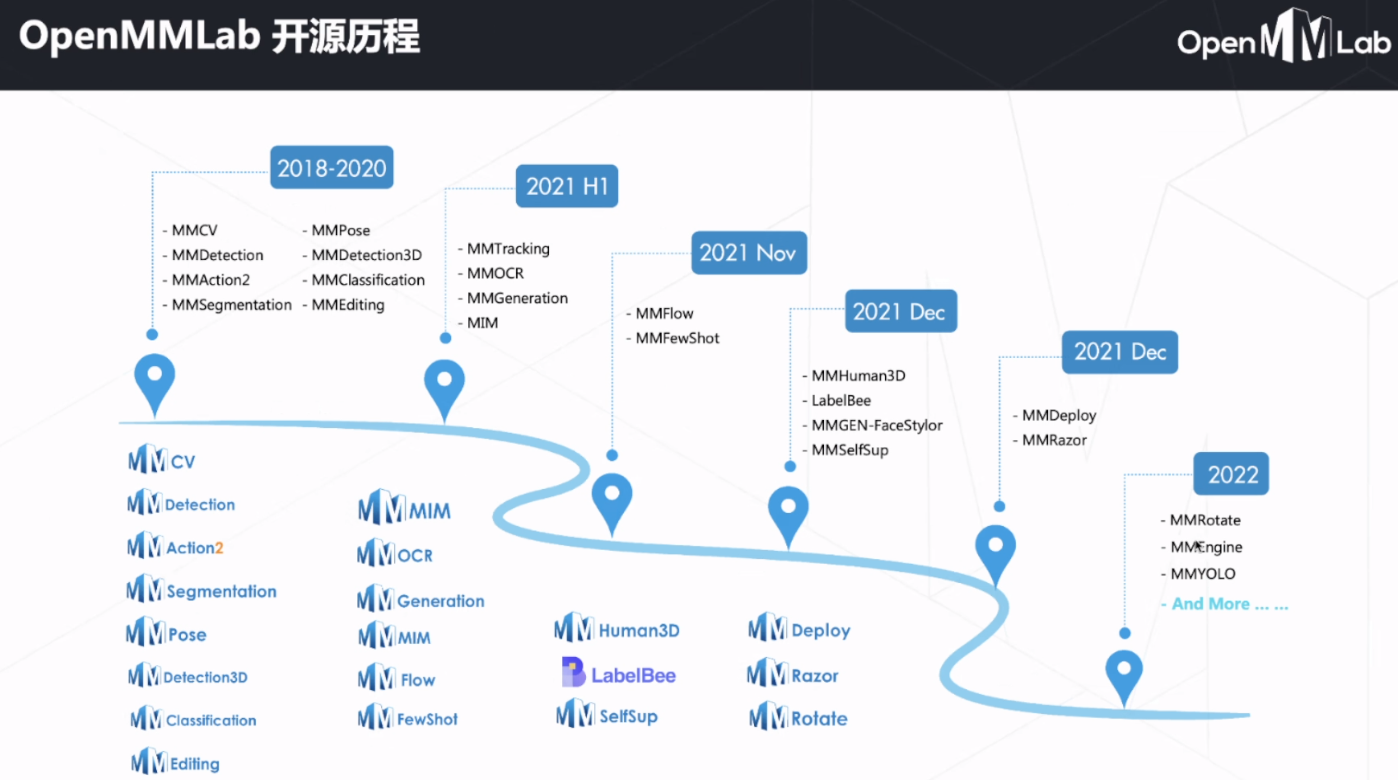 OpenMMLab 开源历程
Open MM Lab
2018-2020
- MMCV
- MMDetection
- MMAction2
- MMSegmentation
- MMPose
- MMDetection3D
- MMClassification
- MMEditing
2021 H1
- MMTracking
- MMOCR
- MMGeneration
- MIM
2021 Nov
- MMFlow
- MMFewShot
2021 Dec
- MMHuman3D
- LabelBee
- MMGEN-FaceStylor
- MMSelfSup
2021 Dec
- MMDeploy
- MMRazor
2022
- MMRotate
- MMEngine
- MMYOLO
- And More ... ...
MM CV
MM Detection
MM Action2
MM Segmentation
MM Pose
MM Detection3D
MM Classification
MM Editing
MM MIM
MM OCR
MM Generation
MM MIM
MM Flow
MM FewShot
MM Human3D
LabelBee
MM SelfSup
MM Deploy
MM Razor
MM Rotate